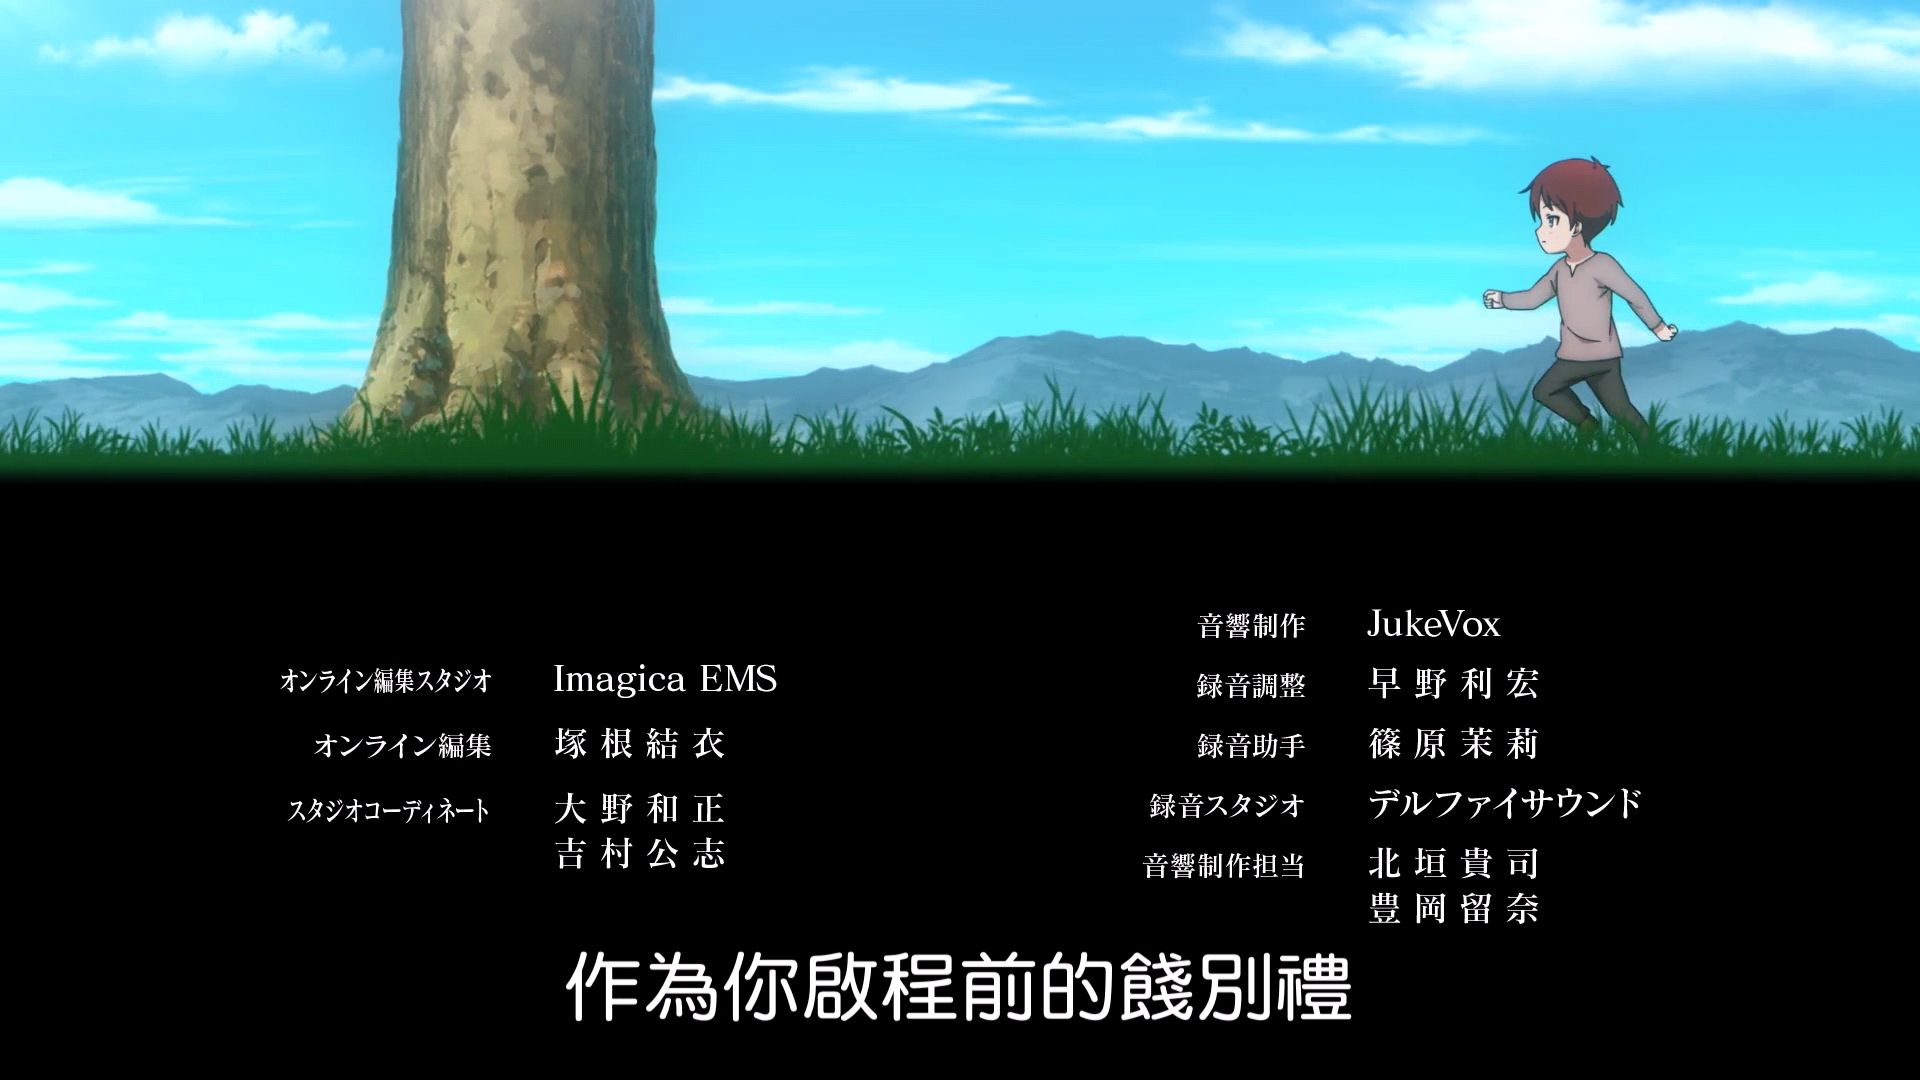 オンライン編集スタジオ Imagica EMS
オンライン編集 塚根結衣
スタジオコーディネート 大野和正
吉村公志
音響制作 JukeVox
録音調整 早野利宏
録音助手 篠原茉莉
録音スタジオ デルファイサウンド
音響制作担当 北垣貴司
豊岡留奈
作為你啟程前的餞別禮